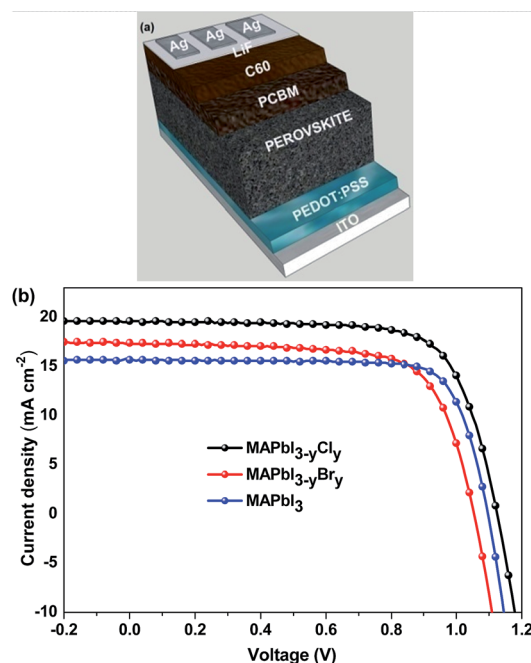 (a)
Ag Ag Ag
LiF
C60
PCBM
PEROVSKITE
PEDOT:PSS
ITO
(b)
Current density (mA cm⁻²)
20
15
10
5
0
-5
-10
MAPbI₃₋yCly
MAPbI₃₋yBry
MAPbI₃
-0.2 0.0 0.2 0.4 0.6 0.8 1.0 1.2
Voltage (V)